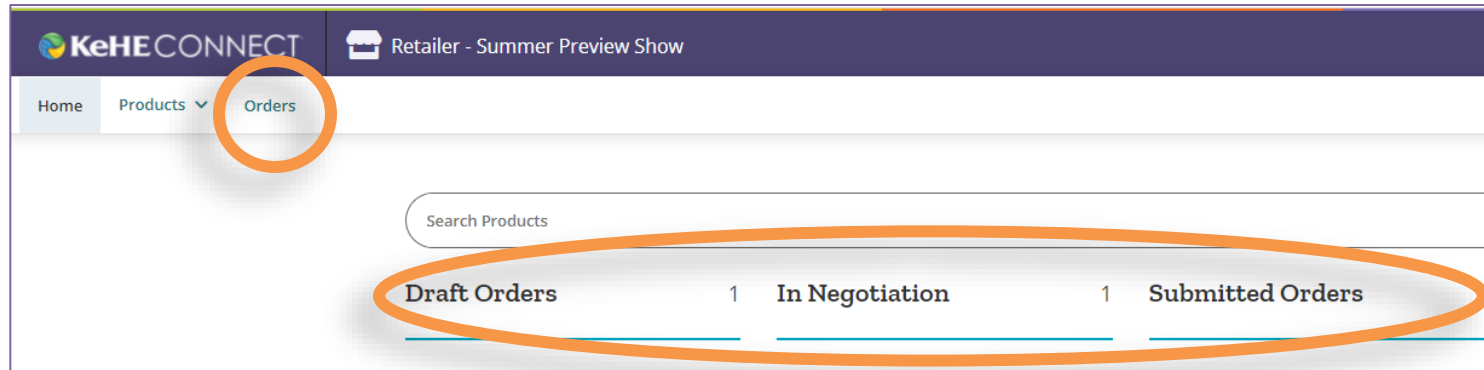 KeHE CONNECT Retailer - Summer Preview Show
Home Products Orders
Search Products
Draft Orders 1 In Negotiation 1 Submitted Orders